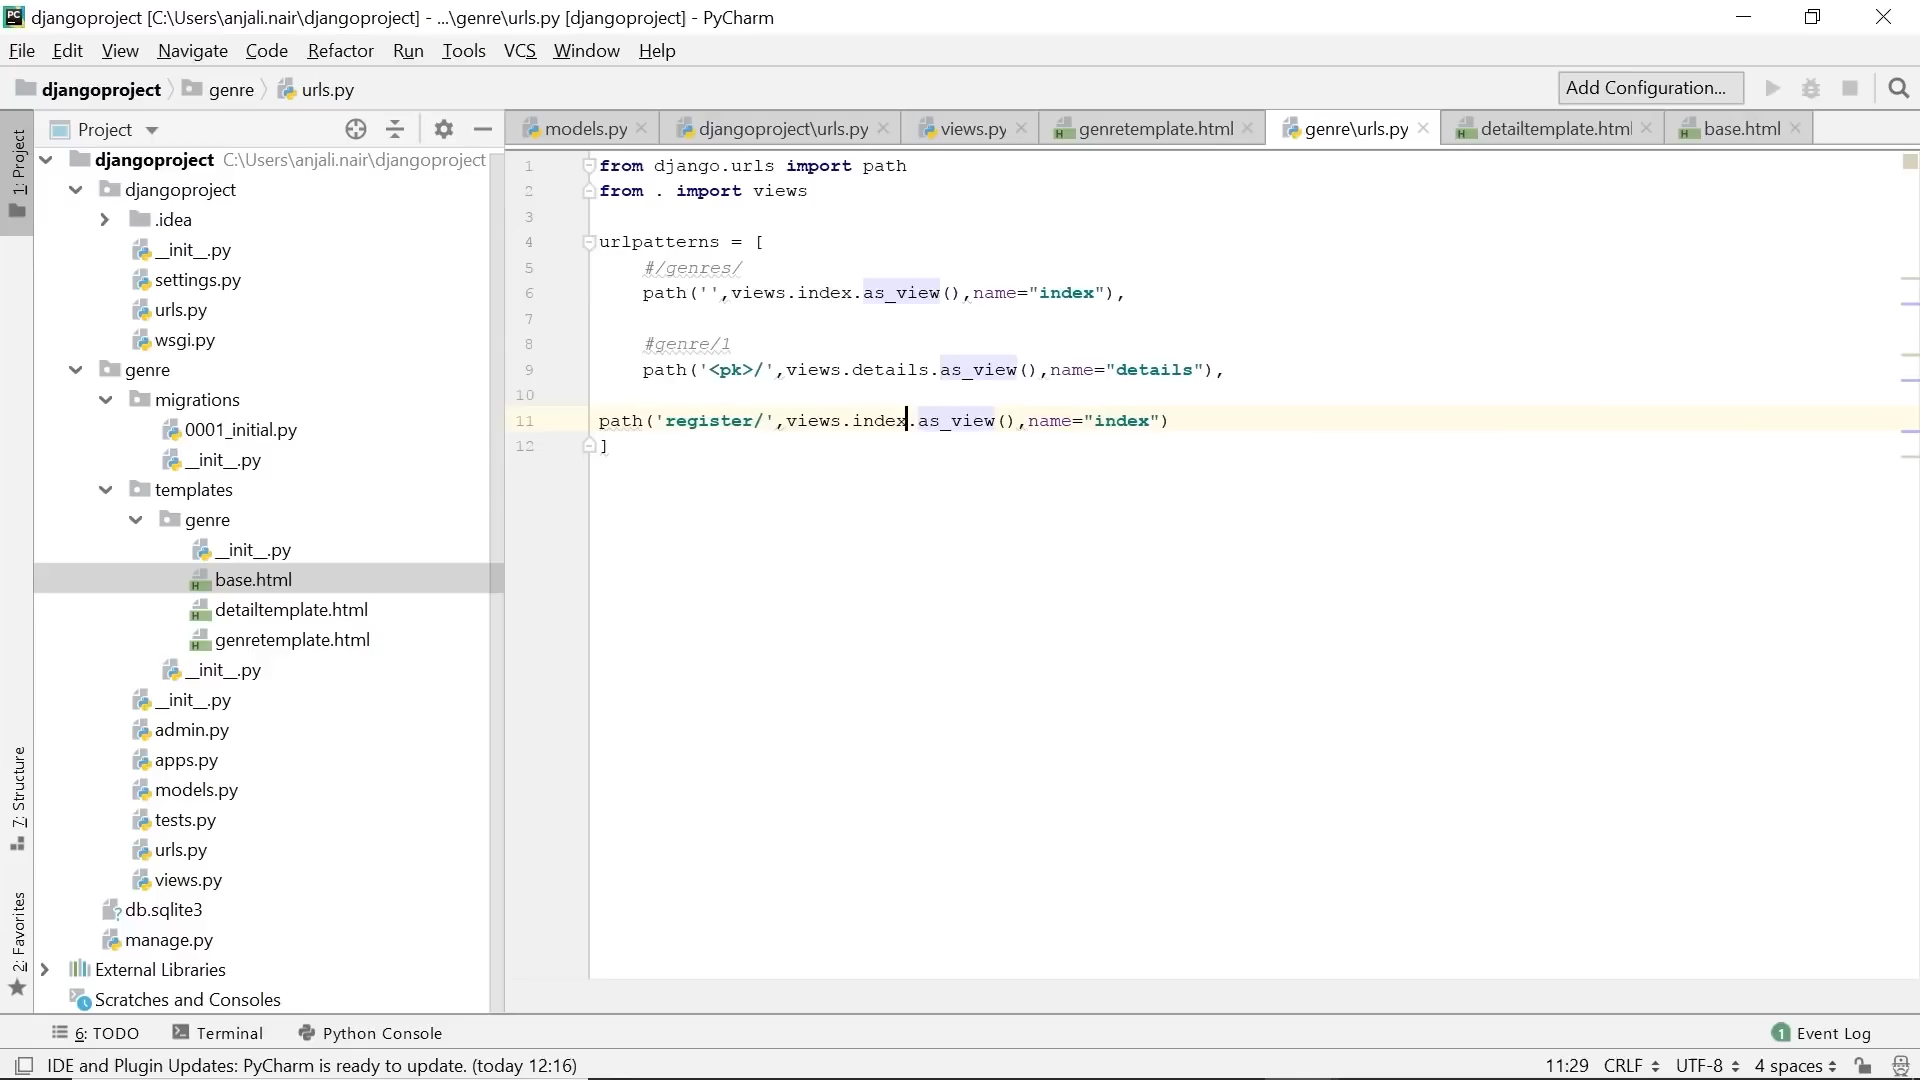 djangoproject [C:\Users\anjali.nair\djangoproject] - ...\genre\urls.py [djangoproject] - PyCharm
File Edit View Navigate Code Refactor Run Tools VCS Window Help
djangoproject genre urls.py
Add Configuration...
1: Project
7: Structure
2: Favorites
Project
djangoproject C:\Users\anjali.nair\djangoproject
djangoproject
.idea
__init__.py
settings.py
urls.py
wsgi.py
genre
migrations
0001_initial.py
__init__.py
templates
genre
__init__.py
base.html
detailtemplate.html
genretemplate.html
__init__.py
__init__.py
admin.py
apps.py
models.py
tests.py
urls.py
views.py
db.sqlite3
manage.py
External Libraries
Scratches and Consoles
models.py djangoproject\urls.py views.py genretemplate.html genre\urls.py detailtemplate.html base.html
1 from django.urls import path
2 from . import views
3
4 urlpatterns = [
5 #/genres/
6 path('',views.index.as_view(),name="index"),
7
8 #genre/1
9 path('<pk>/',views.details.as_view(),name="details"),
10
11 path('register/',views.index.as_view(),name="index")
12 ]
6: TODO Terminal Python Console 1 Event Log
IDE and Plugin Updates: PyCharm is ready to update. (today 12:16) 11:29 CRLF UTF-8 4 spaces